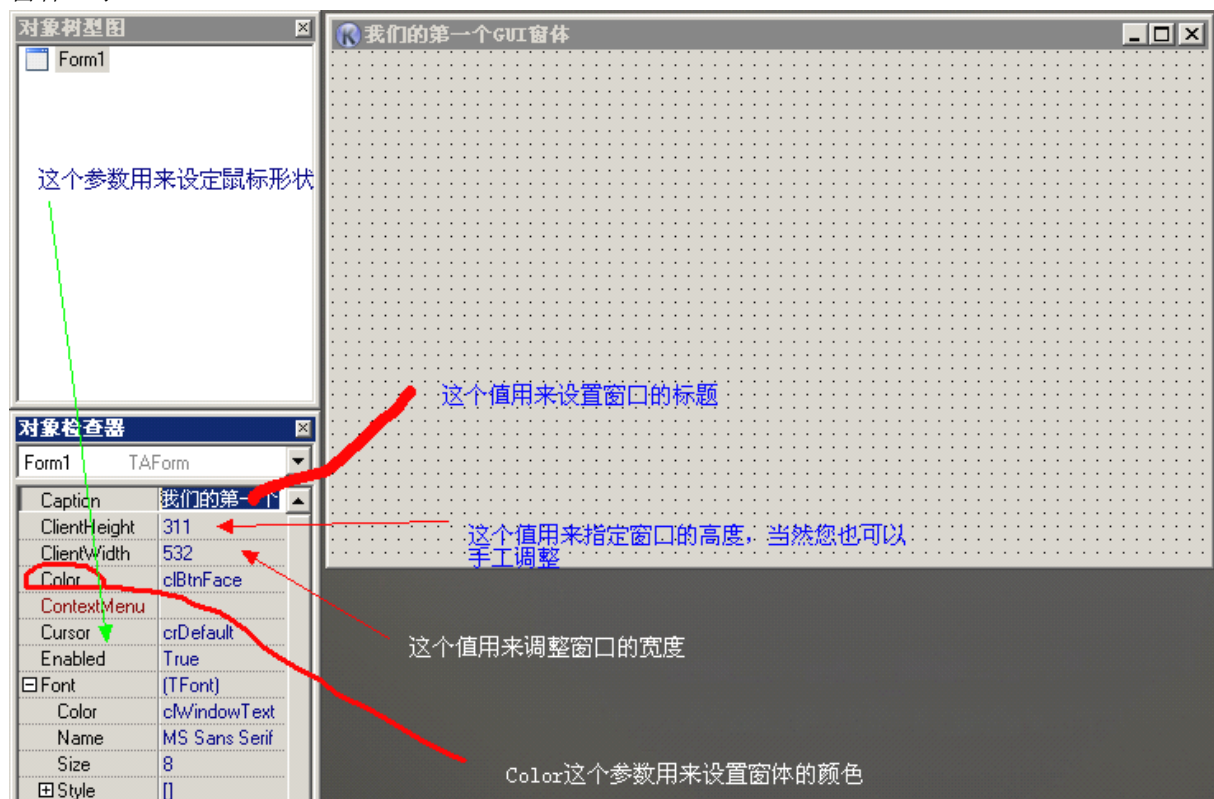 对象树型图
我们的第一个GUI窗体
Form1
这个参数用来设定鼠标形状
这个值用来设置窗口的标题
对象检查器
Form1 TAForm
Caption 我们的第一个
ClientHeight 311
这个值用来指定窗口的高度，当然您也可以
手工调整
ClientWidth 532
Color clBtnFace
ContextMenu
Cursor crDefault
这个值用来调整窗口的宽度
Enabled True
Font (TFont)
Color clWindowText
Name MS Sans Serif
Size 8
Color这个参数用来设置窗体的颜色
Style []